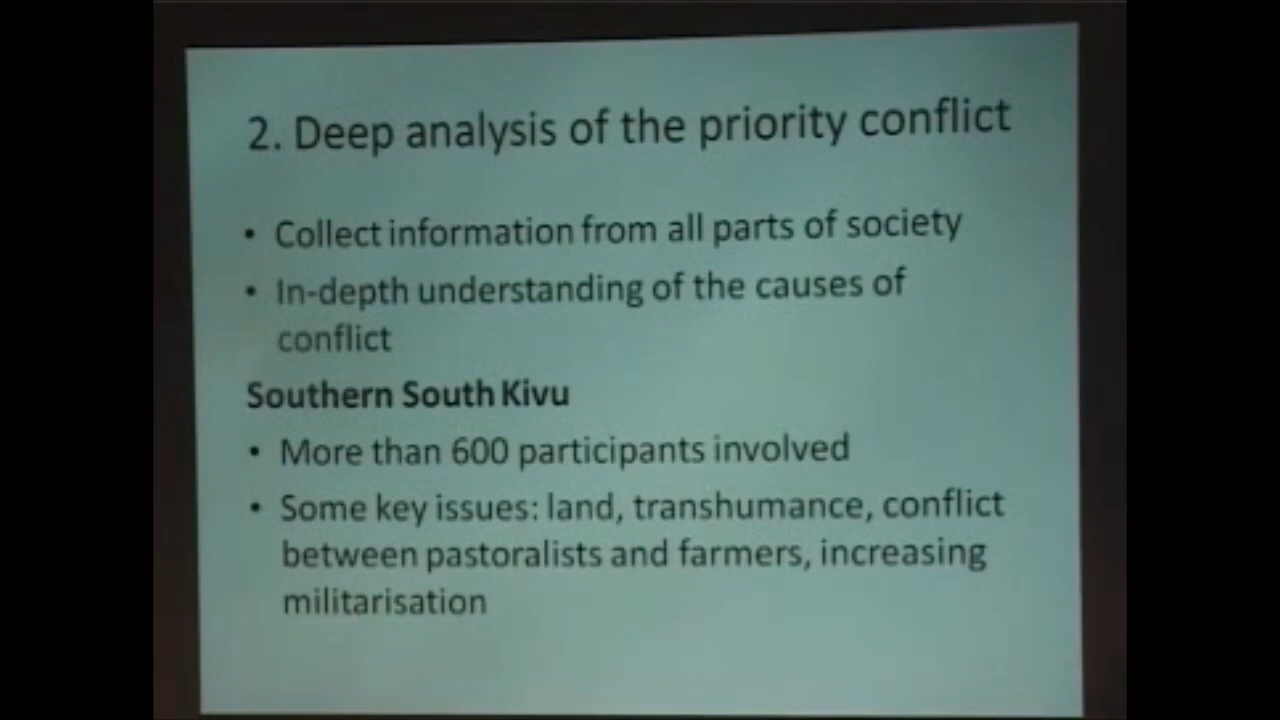 2. Deep analysis of the priority conflict
• Collect information from all parts of society
• In-depth understanding of the causes of
conflict
Southern South Kivu
• More than 600 participants involved
• Some key issues: land, transhumance, conflict
between pastoralists and farmers, increasing
militarisation